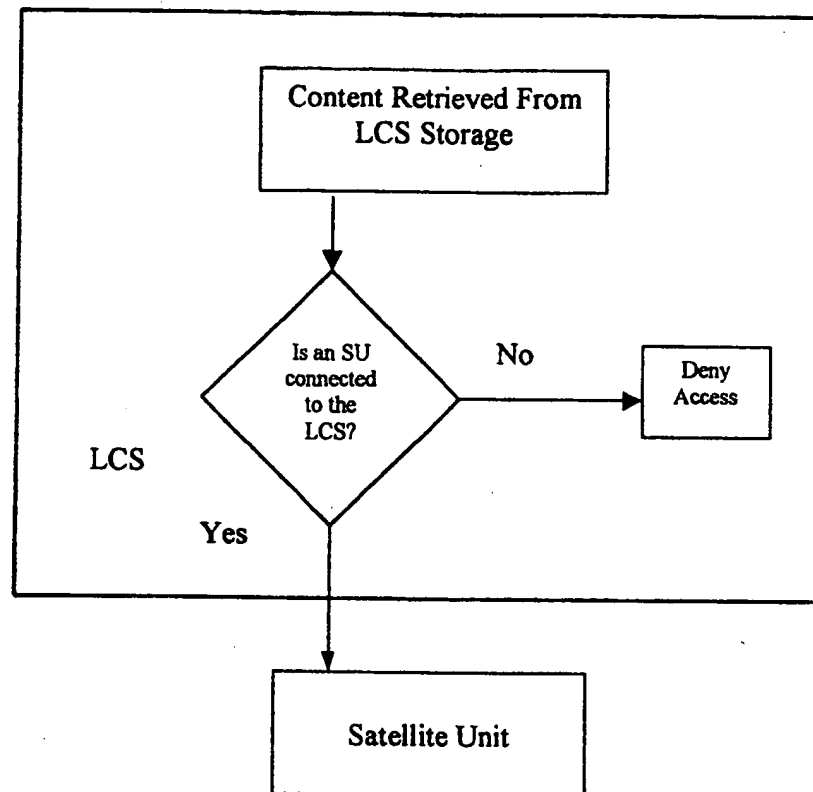 Content Retrieved From
LCS Storage
Is an SU
connected
to the
LCS?
No
Deny
Access
LCS
Yes
Satellite Unit